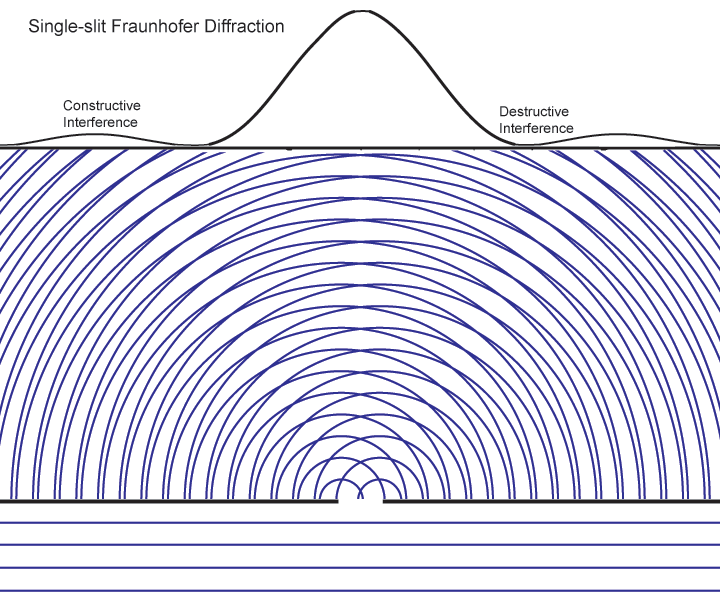 Single-slit Fraunhofer Diffraction
Constructive
Interference
Destructive
Interference